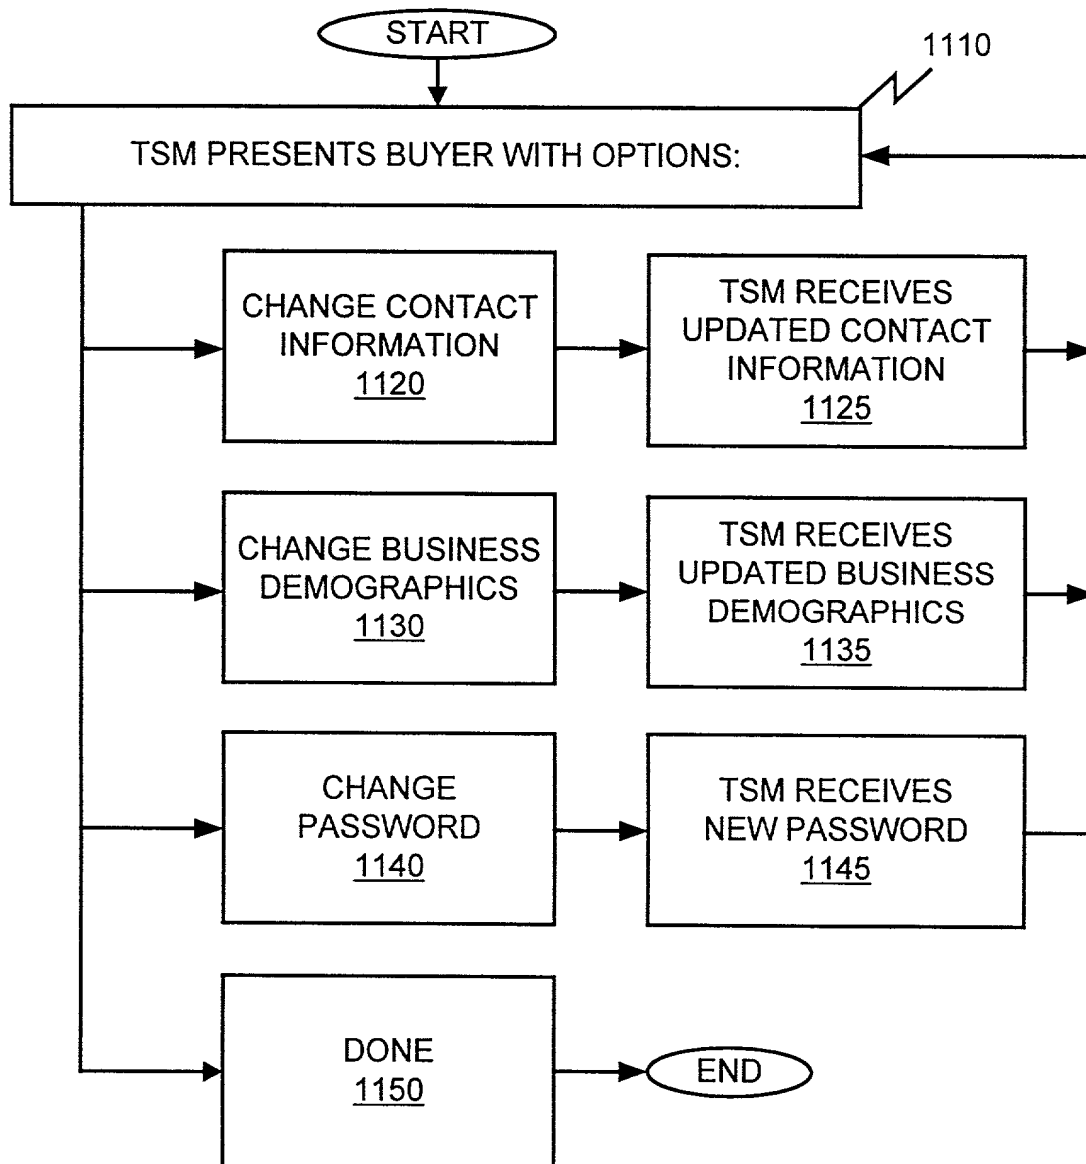 START
1110
TSM PRESENTS BUYER WITH OPTIONS:
CHANGE CONTACT
INFORMATION
1120
TSM RECEIVES
UPDATED CONTACT
INFORMATION
1125
CHANGE BUSINESS
DEMOGRAPHICS
1130
TSM RECEIVES
UPDATED BUSINESS
DEMOGRAPHICS
1135
CHANGE
PASSWORD
1140
TSM RECEIVES
NEW PASSWORD
1145
DONE
1150
END